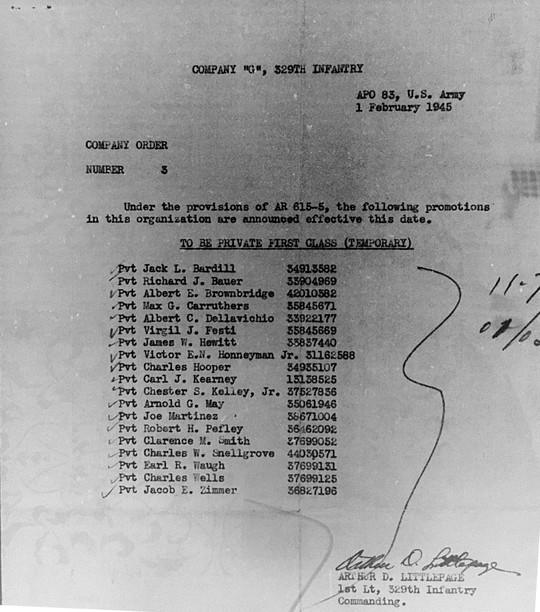 COMPANY "G", 329TH INFANTRY
APO 83, U.S. Army
1 February 1945
COMPANY ORDER
NUMBER 3
Under the provisions of AR 615-5, the following promotions
in this organization are announced effective this date.
TO BE PRIVATE FIRST CLASS (TEMPORARY)
Pvt Jack L. Bardill 34913582
Pvt Richard J. Bauer 33904969
Pvt Albert E. Brownbridge 42010382
Pvt Max G. Carruthers 35845671
Pvt Albert C. Dellavichio 33922177
Pvt Virgil J. Festi 35845669
Pvt James W. Hewitt 33837440
Pvt Victor E.N. Honneyman Jr. 31162588
Pvt Charles Hooper 34935107
Pvt Carl J. Kearney 13138525
Pvt Chester S. Kelley, Jr. 37527836
Pvt Arnold G. May 35061946
Pvt Joe Martinez 38671004
Pvt Robert H. Pefley 36462092
Pvt Clarence M. Smith 37699052
Pvt Charles W. Snellgrove 44030571
Pvt Earl R. Waugh 37699131
Pvt Charles Wells 37699125
Pvt Jacob E. Zimmer 36827196
Arthur D. Littlepage
ARTHUR D. LITTLEPAGE
1st Lt, 329th Infantry
Commanding.